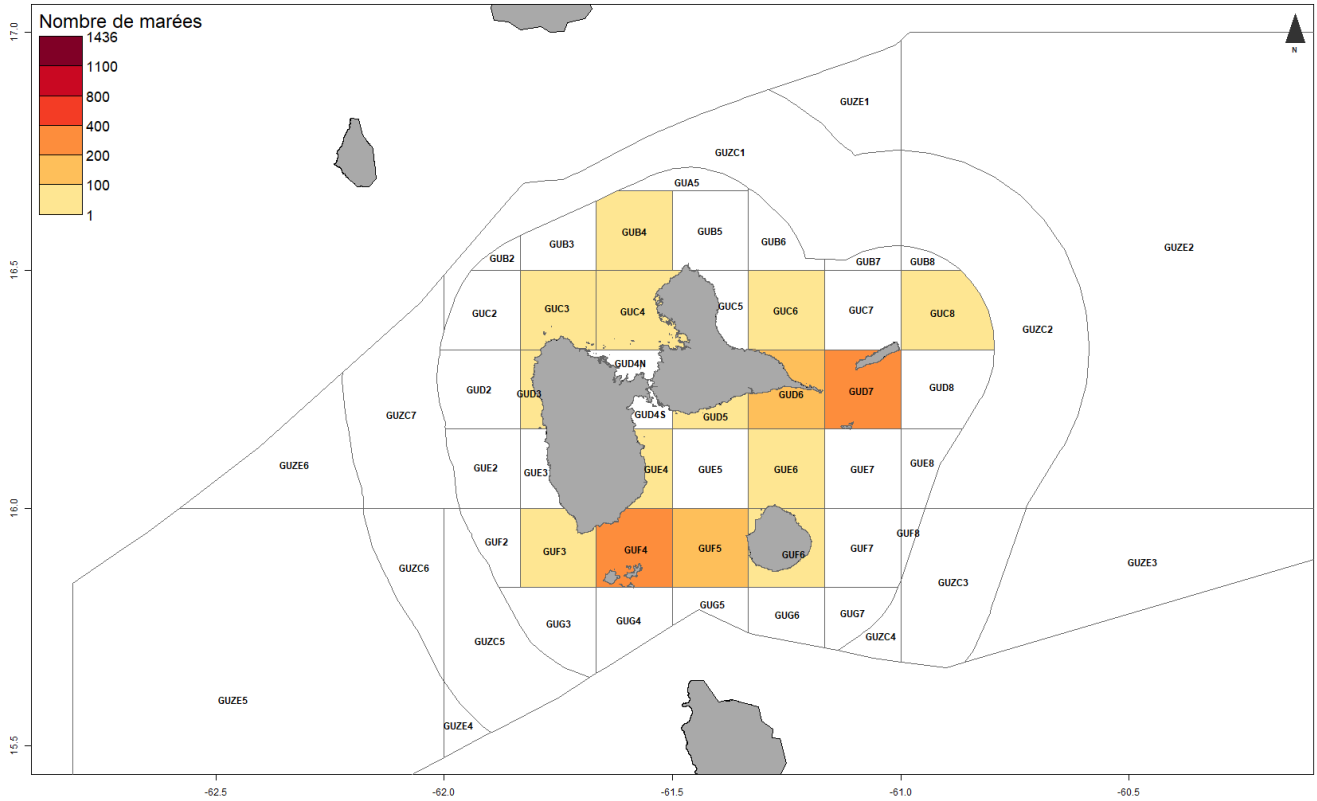 Nombre de marées
1436
1100
800
400
200
100
1
N
17.0
16.5
16.0
15.5
GUZE1
GUZC1
GUA5
GUB4
GUB5
GUB3
GUB6
GUZE2
GUB2
GUB7
GUB8
GUC3
GUC4
GUC5
GUC6
GUC7
GUC2
GUC8
GUZC2
GUD4N
GUD2
GUD3
GUD6
GUD7
GUD8
GUZC7
GUD4S
GUD5
GUZE6
GUE2
GUE3
GUE4
GUE5
GUE6
GUE7
GUE8
GUF2
GUF3
GUF4
GUF5
GUF6
GUF7
GUF8
GUZE3
GUZC6
GUZC3
GUG5
GUG3
GUG4
GUG6
GUG7
GUZC5
GUZC4
GUZE5
GUZE4
-62.5
-62.0
-61.5
-61.0
-60.5